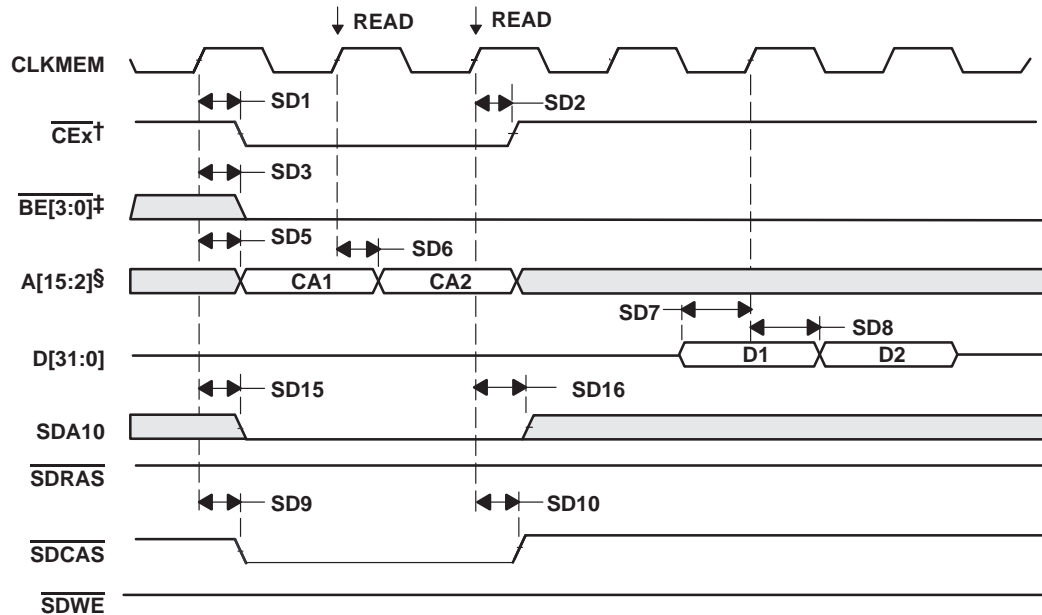 READ READ
CLKMEM
SD1 SD2
CEx†
SD3
BE[3:0]‡
SD5 SD6
A[15:2]§ CA1 CA2
SD7 SD8
D[31:0] D1 D2
SD15 SD16
SDA10
SDRAS
SD9 SD10
SDCAS
SDWE